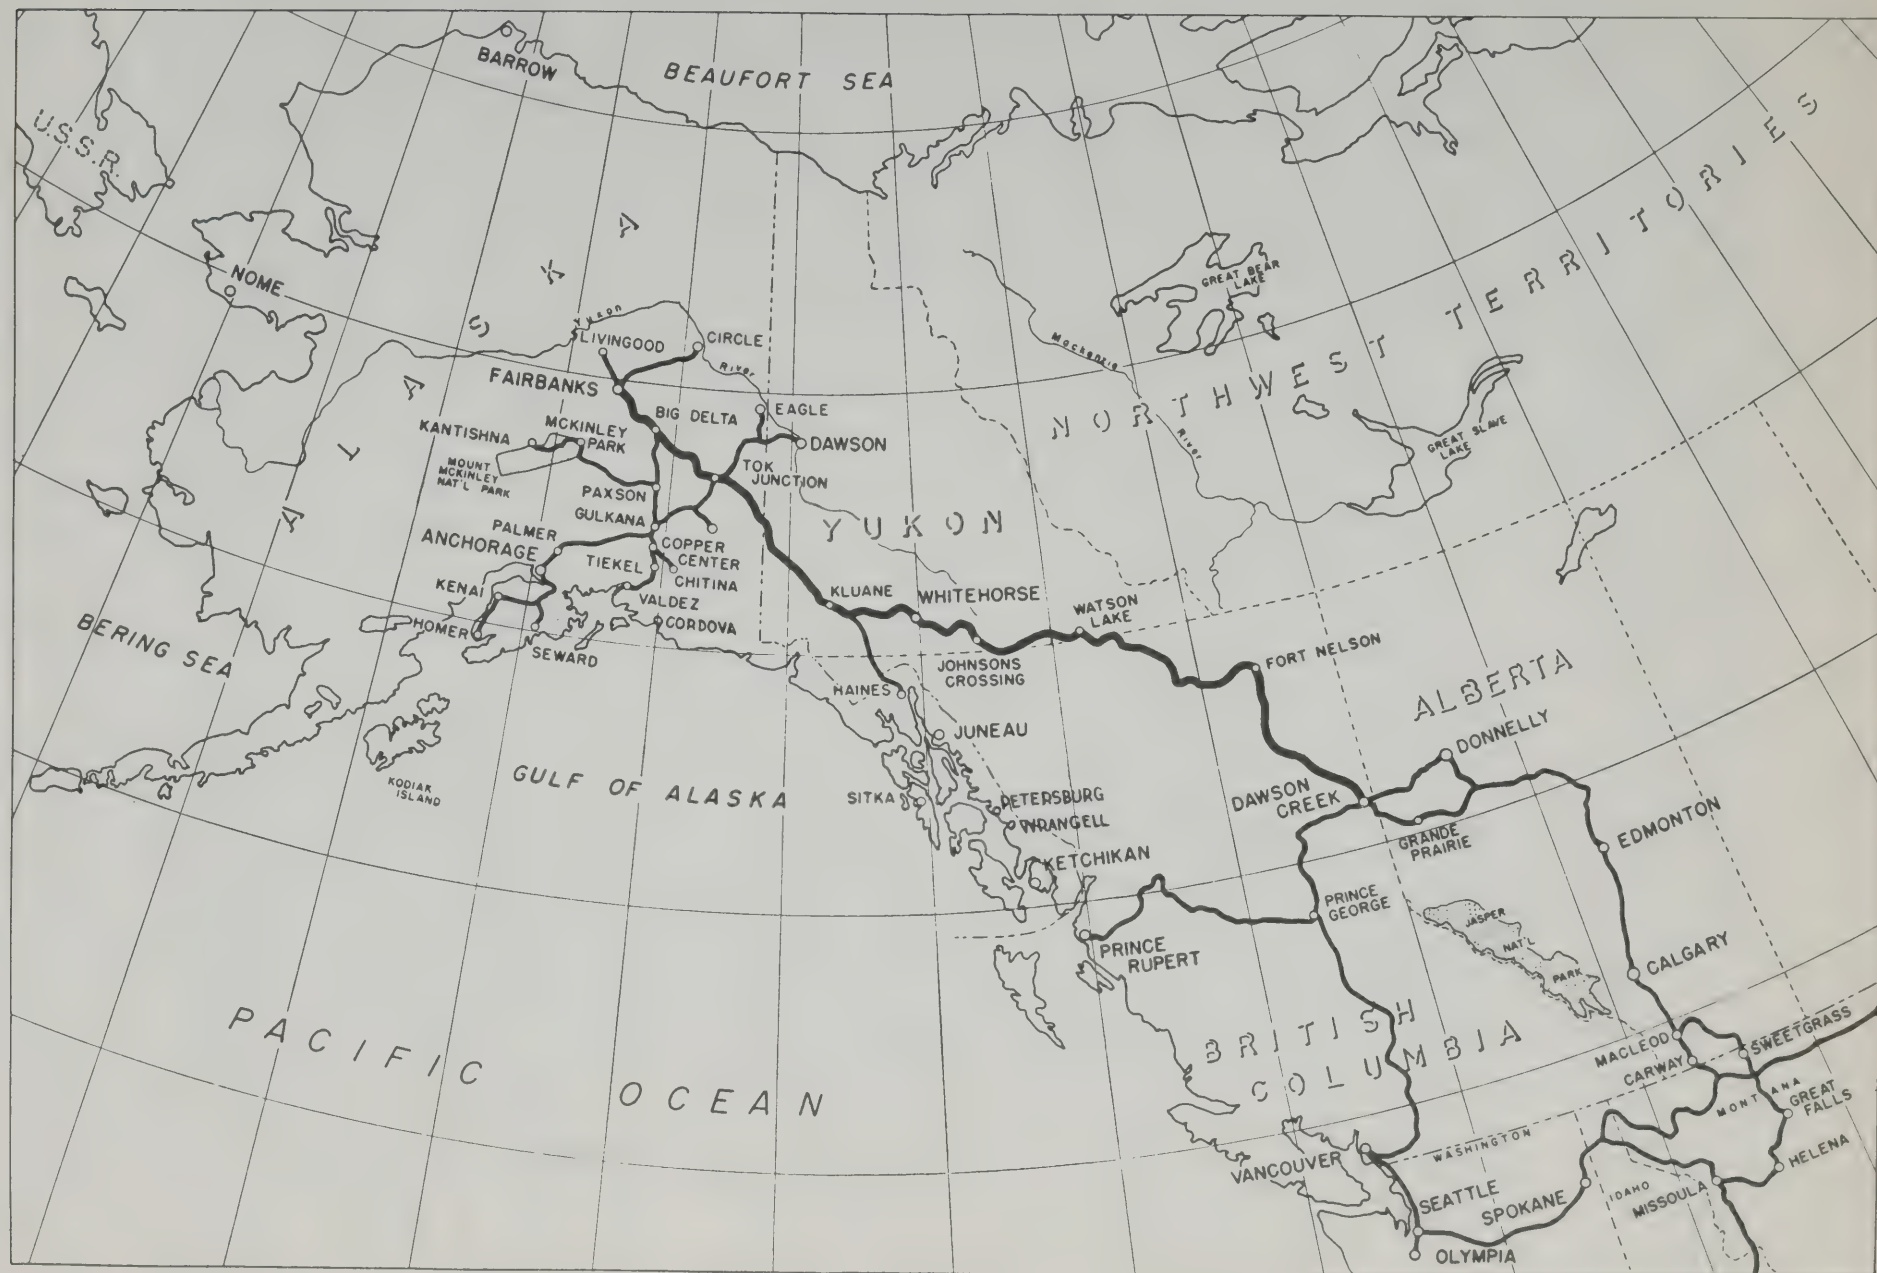 BARROW
BEAUFORT SEA
U.S.S.R.
NOME
ALASKA
Yukon
River
LIVINGOOD
CIRCLE
FAIRBANKS
BIG DELTA
EAGLE
DAWSON
KANTISHNA
MCKINLEY
PARK
MOUNT
MCKINLEY
NAT'L PARK
TOK
JUNCTION
PAXSON
GULKANA
PALMER
ANCHORAGE
COPPER
CENTER
TIEKEL
CHITINA
KENAI
VALDEZ
CORDOVA
HOMER
SEWARD
BERING SEA
KODIAK
ISLAND
GULF OF ALASKA
YUKON
KLUANE
WHITEHORSE
WATSON
LAKE
JOHNSONS
CROSSING
HAINES
JUNEAU
SITKA
PETERSBURG
WRANGELL
KETCHIKAN
GREAT BEAR
LAKE
Mackenzie
River
NORTHWEST TERRITORIES
GREAT SLAVE
LAKE
FORT NELSON
ALBERTA
DONNELLY
DAWSON
CREEK
GRANDE
PRAIRIE
EDMONTON
PRINCE
GEORGE
JASPER
NAT'L
PARK
PRINCE
RUPERT
CALGARY
BRITISH
COLUMBIA
MACLEOD
CARWAY
SWEETGRASS
MONTANA
GREAT
FALLS
HELENA
VANCOUVER
WASHINGTON
SEATTLE
SPOKANE
IDAHO
MISSOULA
OLYMPIA
PACIFIC
OCEAN